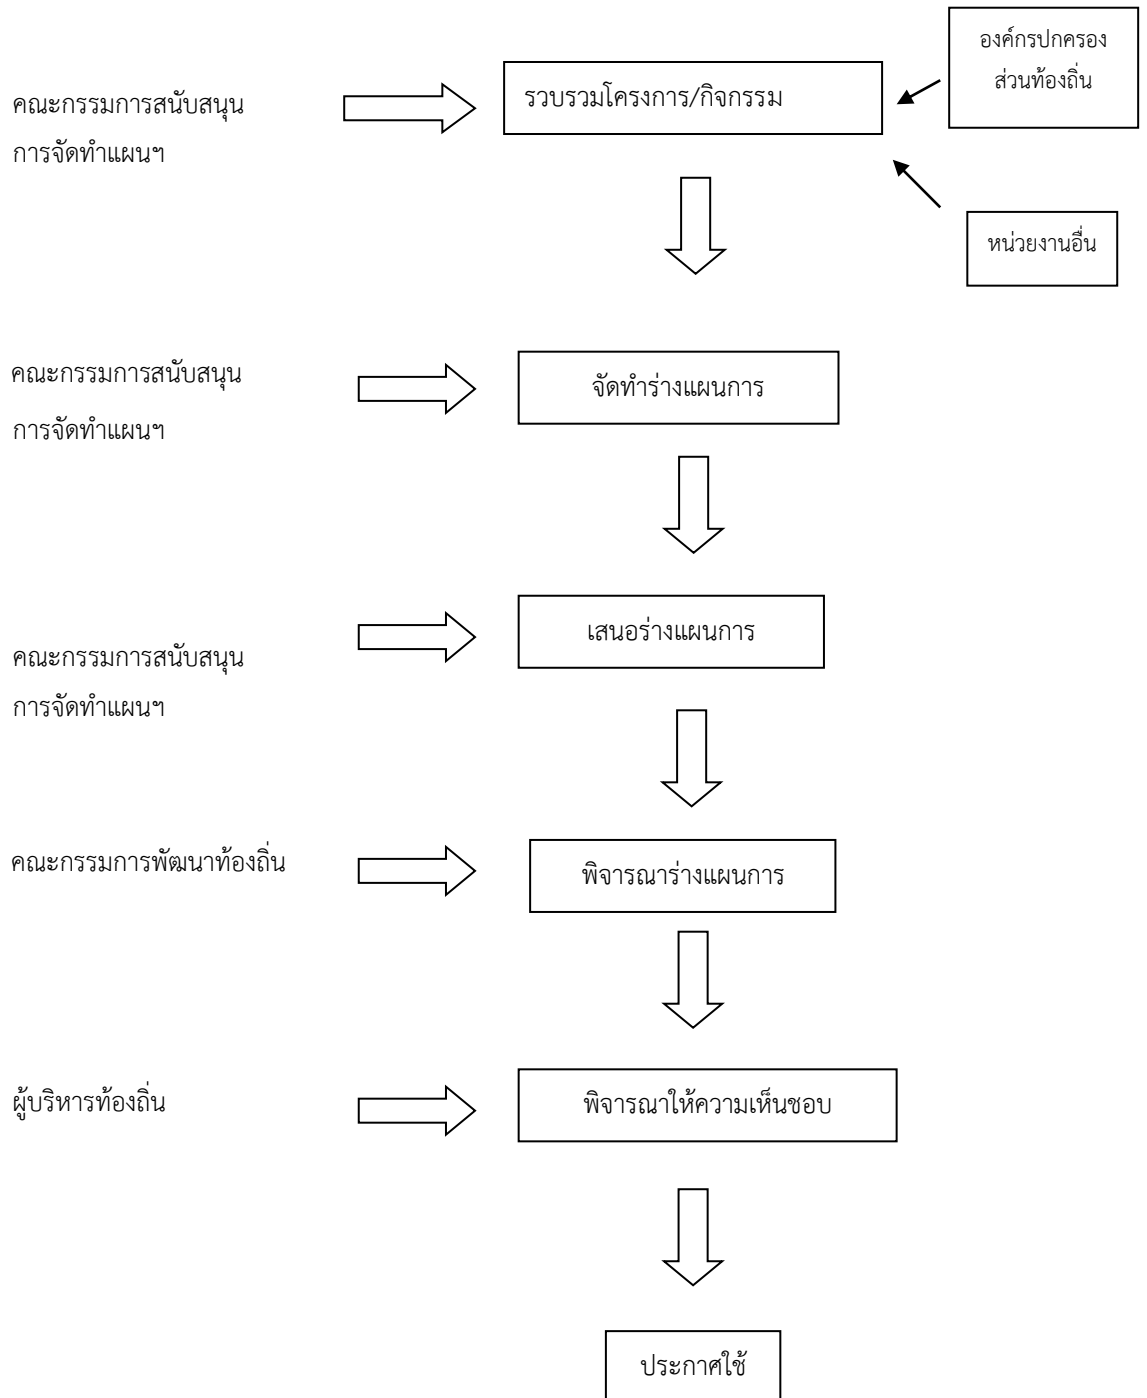 องค์กรปกครอง
ส่วนท้องถิ่น
คณะกรรมการสนับสนุน
การจัดทำแผนฯ
รวบรวมโครงการ/กิจกรรม
หน่วยงานอื่น
คณะกรรมการสนับสนุน
การจัดทำแผนฯ
จัดทำร่างแผนการ
เสนอร่างแผนการ
คณะกรรมการสนับสนุน
การจัดทำแผนฯ
คณะกรรมการพัฒนาท้องถิ่น
พิจารณาร่างแผนการ
ผู้บริหารท้องถิ่น
พิจารณาให้ความเห็นชอบ
ประกาศใช้